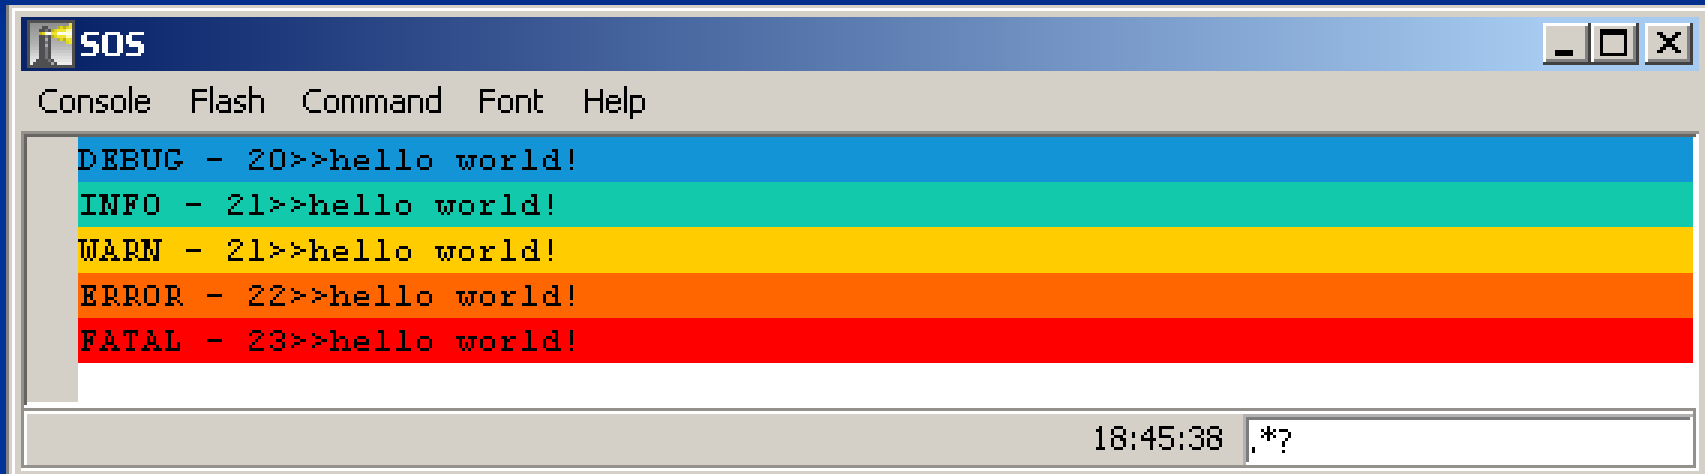 SOS
Console Flash Command Font Help
DEBUG - 20>>hello world!
INFO - 21>>hello world!
WARN - 21>>hello world!
ERROR - 22>>hello world!
FATAL - 23>>hello world!
18:45:38 .*?